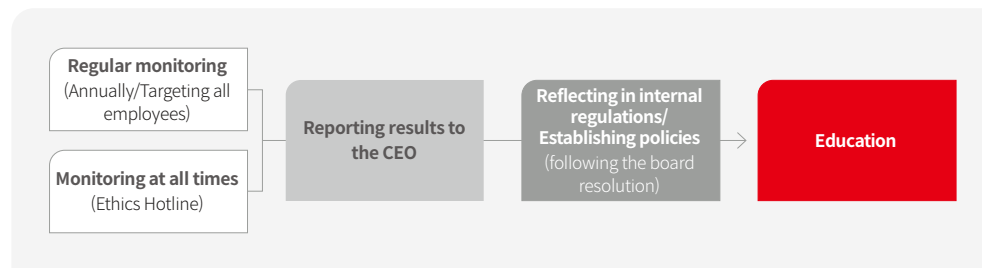 Regular monitoring
(Annually/Targeting all
employees)
Monitoring at all times
(Ethics Hotline)
Reporting results to
the CEO
Reflecting in internal
regulations/
Establishing policies
(following the board
resolution)
Education